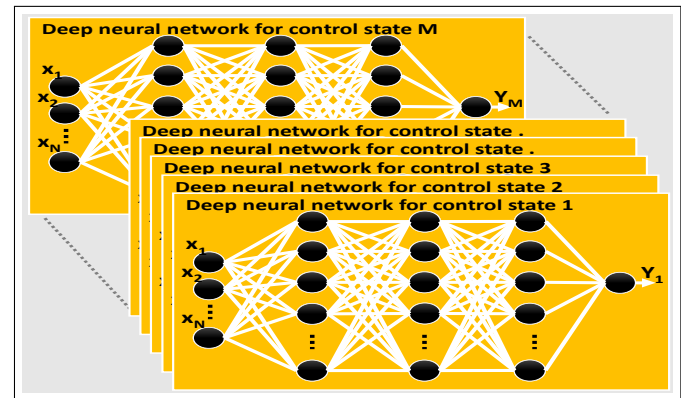 Deep neural network for control state M
x1
x2
xN
YM
Deep neural network for control state .
Deep neural network for control state .
Deep neural network for control state 3
Deep neural network for control state 2
Deep neural network for control state 1
x1
x2
xN
Y1